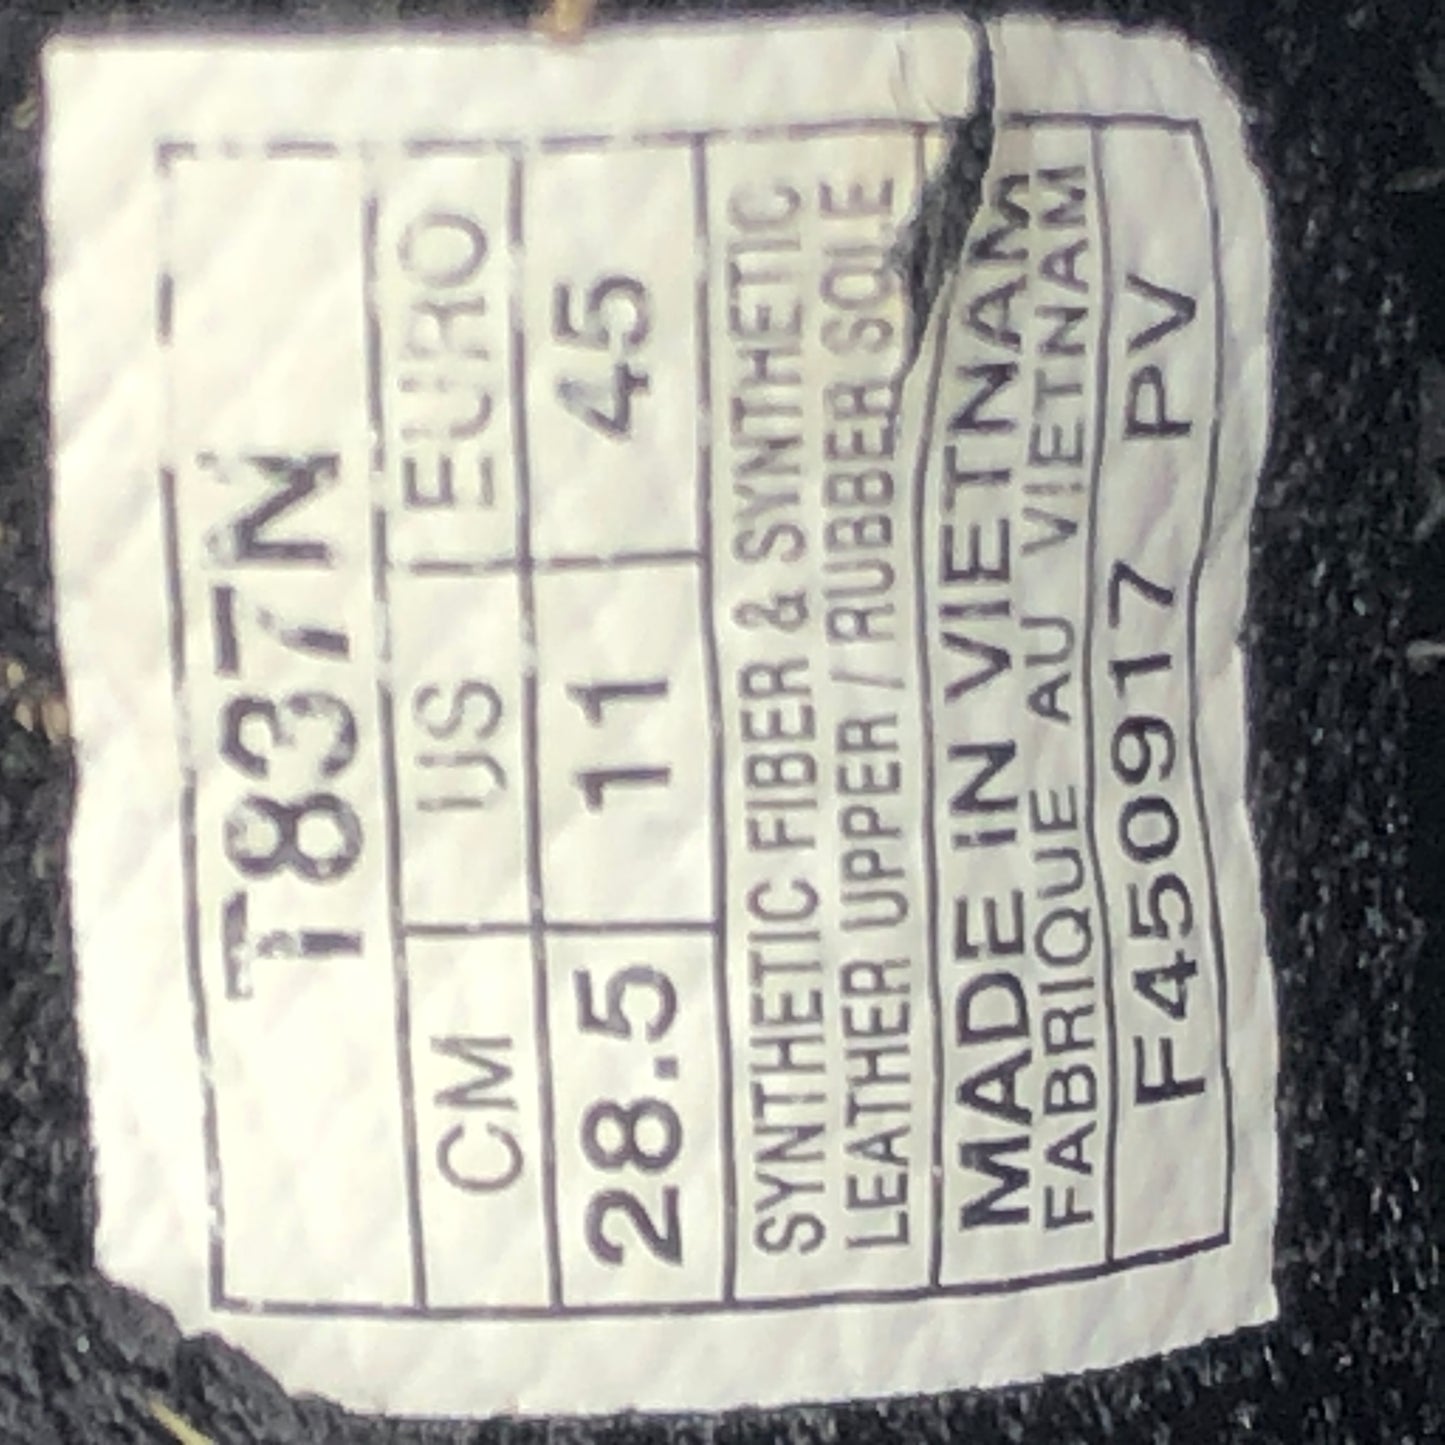 T837N
CM US EURO
28.5 11 45
SYNTHETIC FIBER & SYNTHETIC
LEATHER UPPER / RUBBER SOLE
MADE IN VIETNAM
FABRIQUE AU VIETNAM
F450917 PV